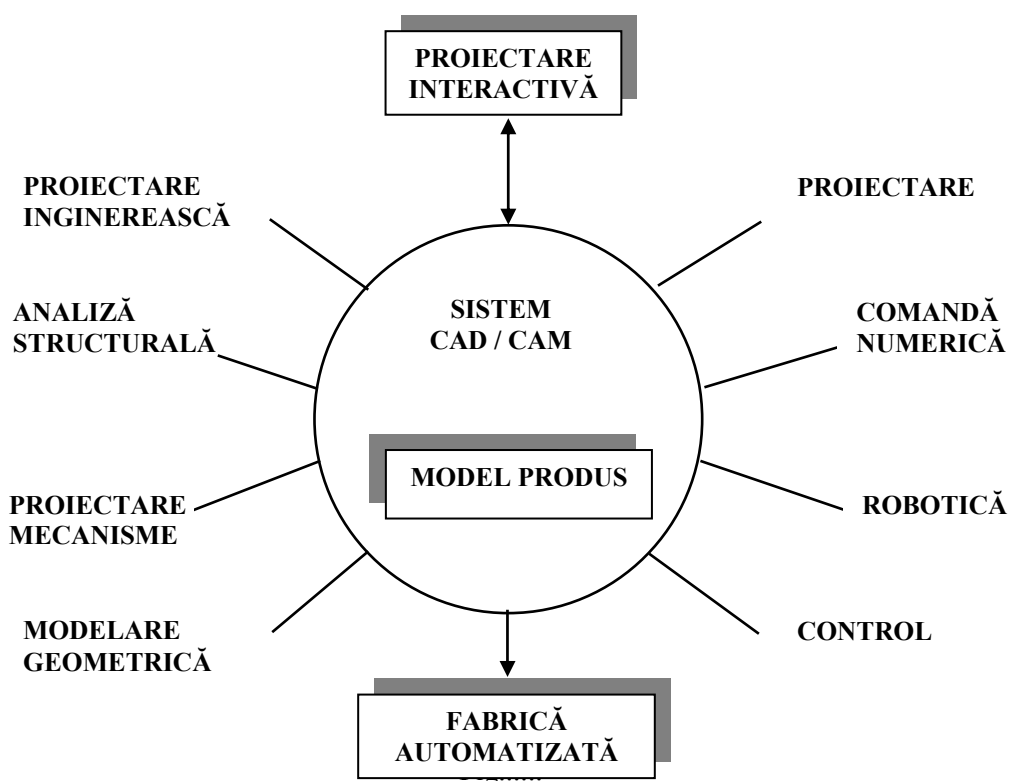 PROIECTARE
INTERACTIVĂ
PROIECTARE
INGINEREASCĂ
PROIECTARE
ANALIZĂ
STRUCTURALĂ
SISTEM
CAD / CAM
COMANDĂ
NUMERICĂ
MODEL PRODUS
PROIECTARE
MECANISME
ROBOTICĂ
MODELARE
GEOMETRICĂ
CONTROL
FABRICĂ
AUTOMATIZATĂ